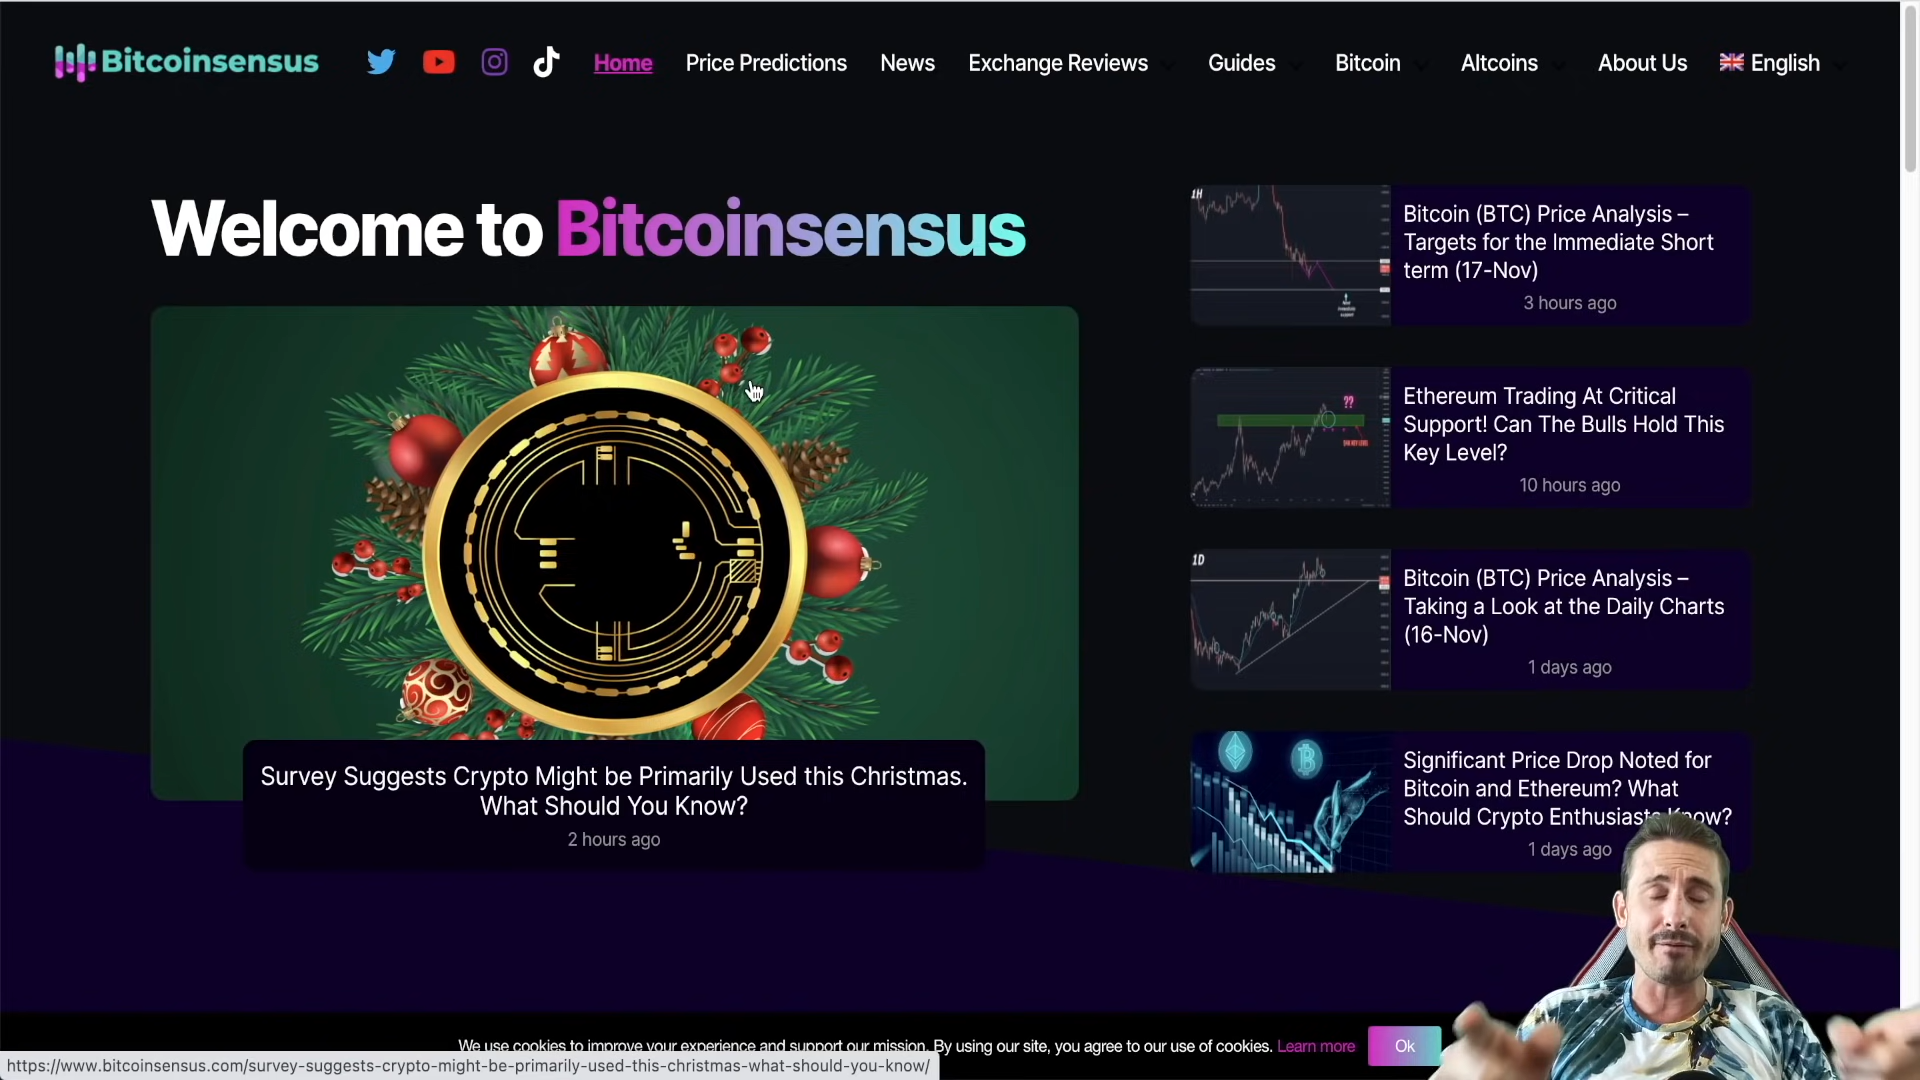 Bitcoinsensus
Home
Price Predictions
News
Exchange Reviews
Guides
Bitcoin
Altcoins
About Us
English
Welcome to Bitcoinsensus
Survey Suggests Crypto Might be Primarily Used this Christmas.
What Should You Know?
2 hours ago
1H
Bitcoin (BTC) Price Analysis –
Targets for the Immediate Short
term (17-Nov)
3 hours ago
??
Ethereum Trading At Critical
Support! Can The Bulls Hold This
Key Level?
10 hours ago
1D
Bitcoin (BTC) Price Analysis –
Taking a Look at the Daily Charts
(16-Nov)
1 days ago
Significant Price Drop Noted for
Bitcoin and Ethereum? What
Should Crypto Enthusiasts Know?
1 days ago
We use cookies to improve your experience and support our mission. By using our site, you agree to our use of cookies. Learn more
Ok
https://www.bitcoinsensus.com/survey-suggests-crypto-might-be-primarily-used-this-christmas-what-should-you-know/